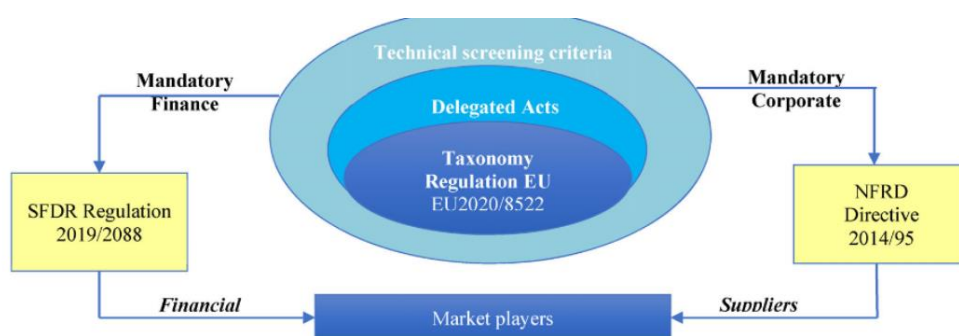 Technical screening criteria
Mandatory
Finance
Mandatory
Corporate
Delegated Acts
Taxonomy
Regulation EU
EU2020/8522
SFDR Regulation
2019/2088
NFRD
Directive
2014/95
Financial
Market players
Suppliers